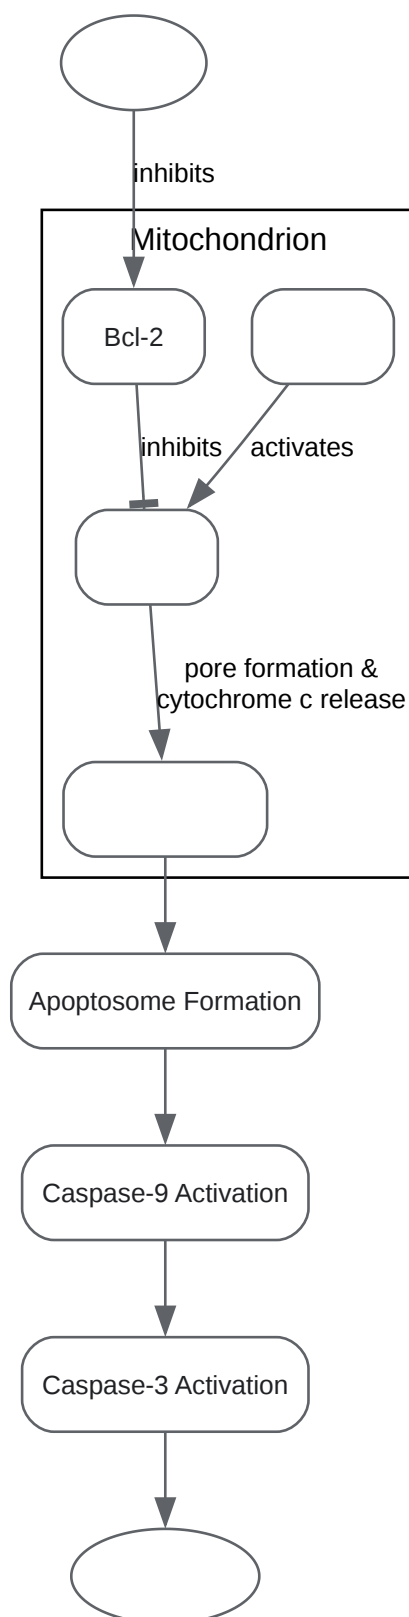 inhibits
Mitochondrion
Bcl-2
inhibits
activates
pore formation &
cytochrome c release
Apoptosome Formation
Caspase-9 Activation
Caspase-3 Activation